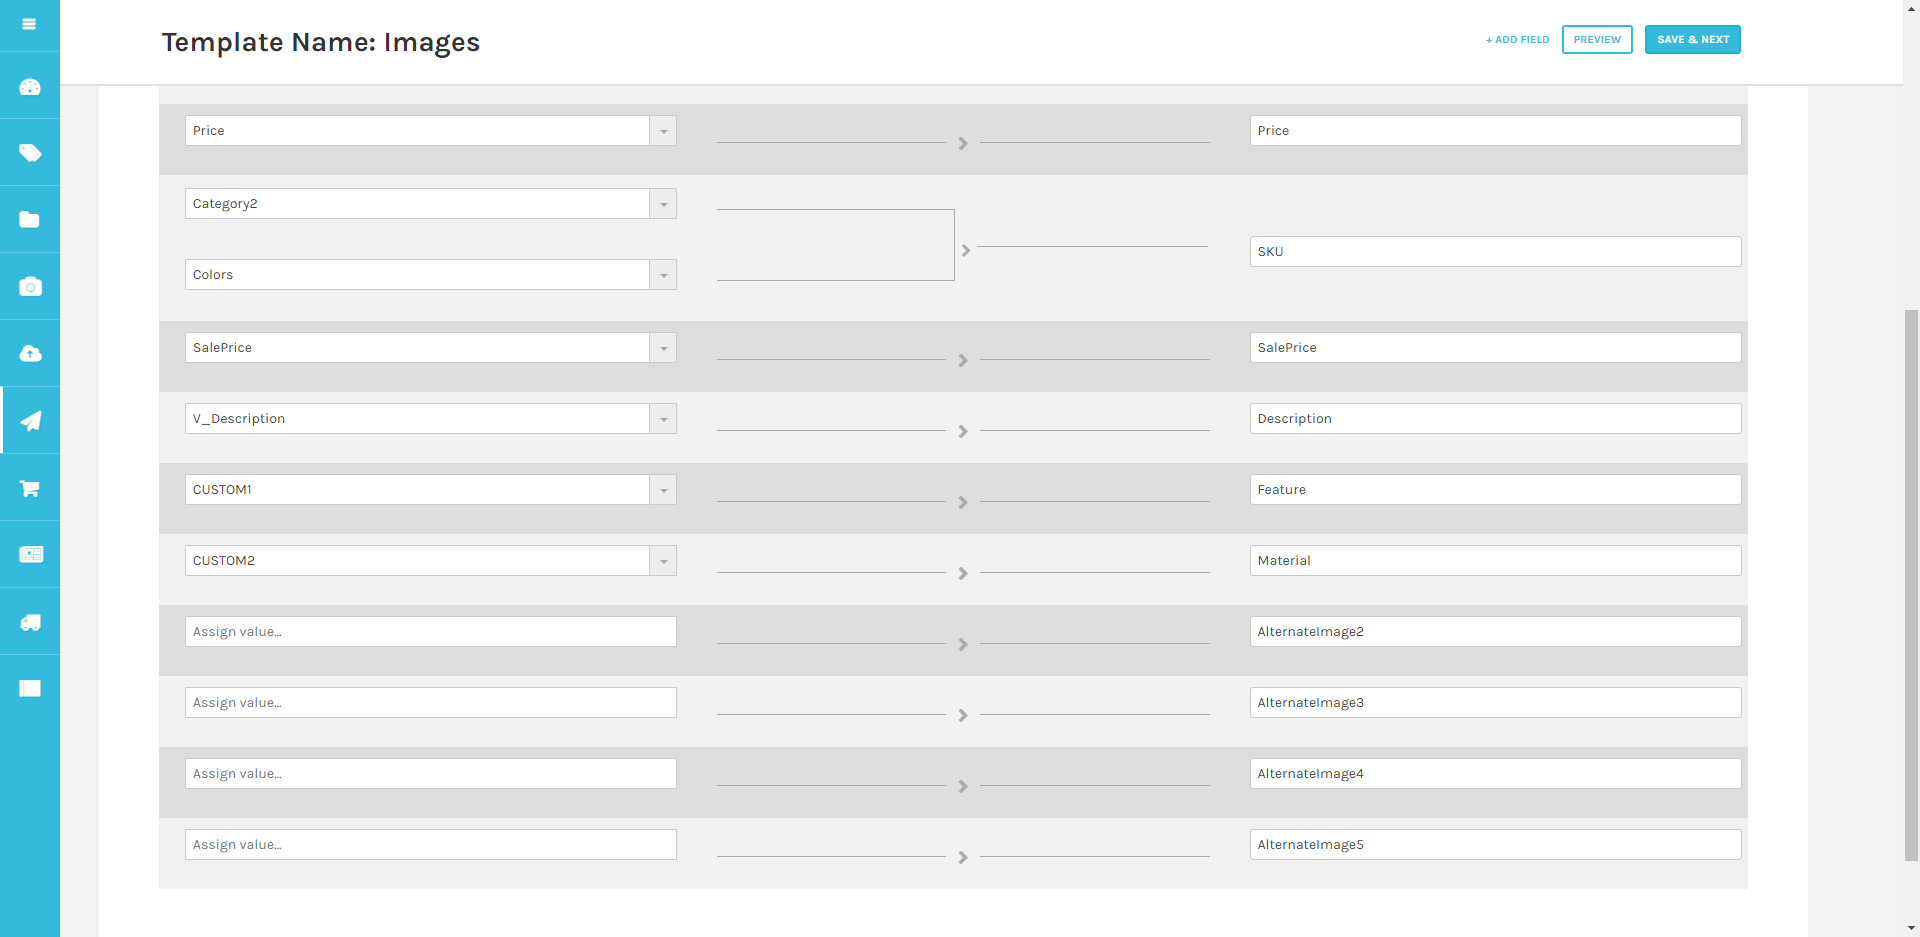 Template Name: Images
+ ADD FIELD
PREVIEW
SAVE & NEXT
Price
Price
Category2
Colors
SKU
SalePrice
SalePrice
V_Description
Description
CUSTOM1
Feature
CUSTOM2
Material
Assign value...
AlternateImage2
Assign value...
AlternateImage3
Assign value...
AlternateImage4
Assign value...
AlternateImage5